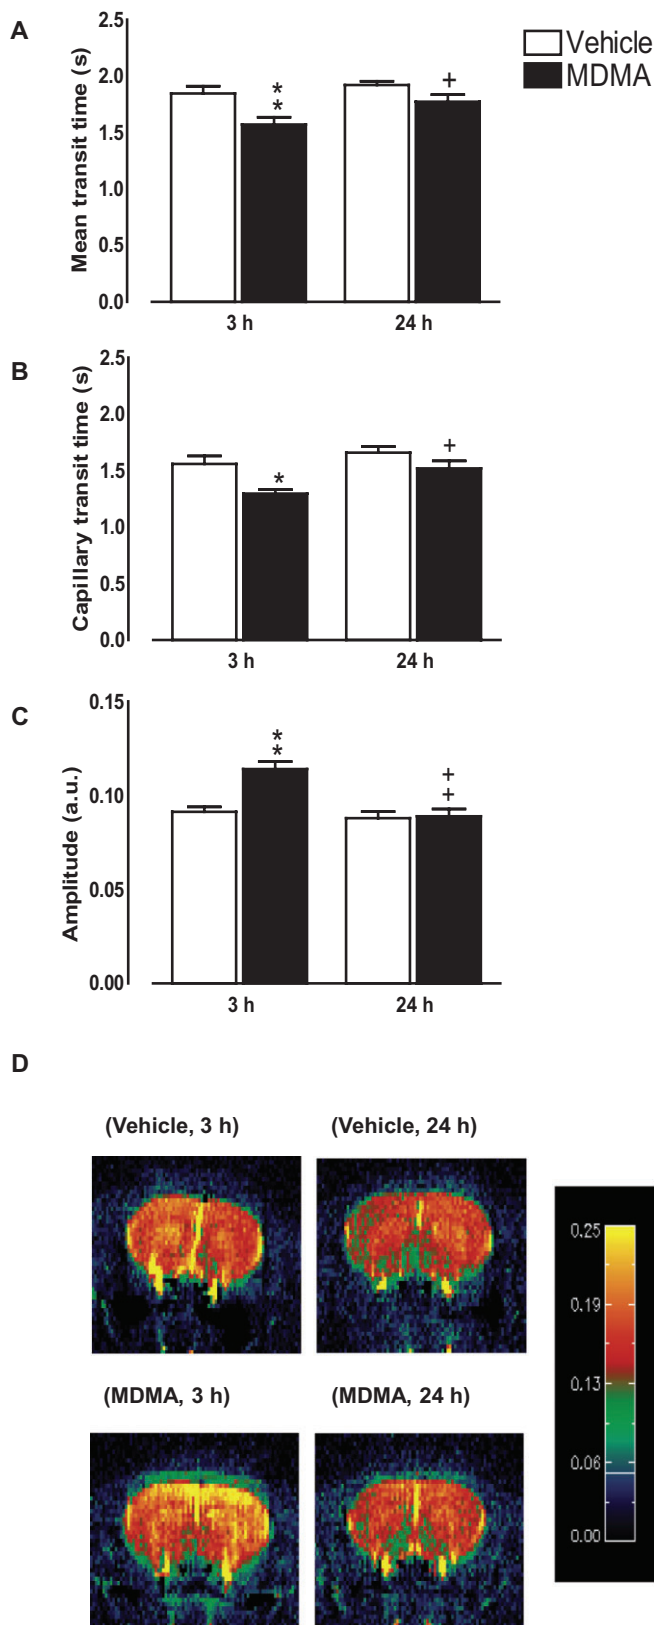 A
Mean transit time (s)
2.5
2.0
1.5
1.0
0.5
0.0
*
*
+
3 h
24 h
Vehicle
MDMA
B
Capillary transit time (s)
2.5
2.0
1.5
1.0
0.5
0.0
*
+
3 h
24 h
C
Amplitude (a.u.)
0.15
0.10
0.05
0.00
*
*
+
+
3 h
24 h
D
(Vehicle, 3 h)
(Vehicle, 24 h)
(MDMA, 3 h)
(MDMA, 24 h)
0.25
0.19
0.13
0.06
0.00